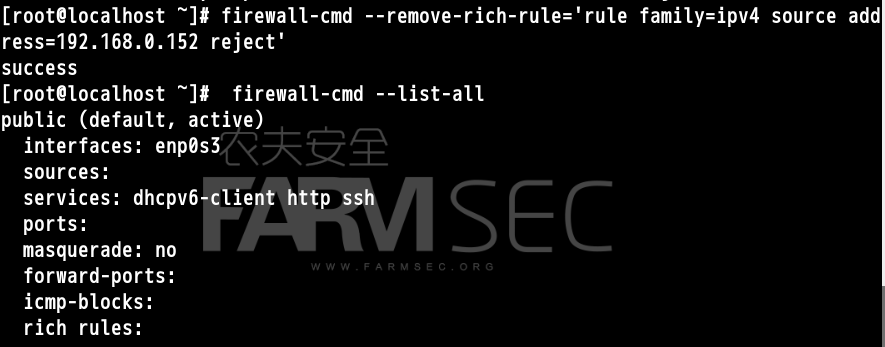 [root@localhost ~]# firewall-cmd --remove-rich-rule='rule family=ipv4 source add
ress=192.168.0.152 reject'
success
[root@localhost ~]#  firewall-cmd --list-all
public (default, active)
  interfaces: enp0s3
  sources:
  services: dhcpv6-client http ssh
  ports:
  masquerade: no
  forward-ports:
  icmp-blocks:
  rich rules:
农夫安全
FARMSEC
WWW.FARMSEC.ORG